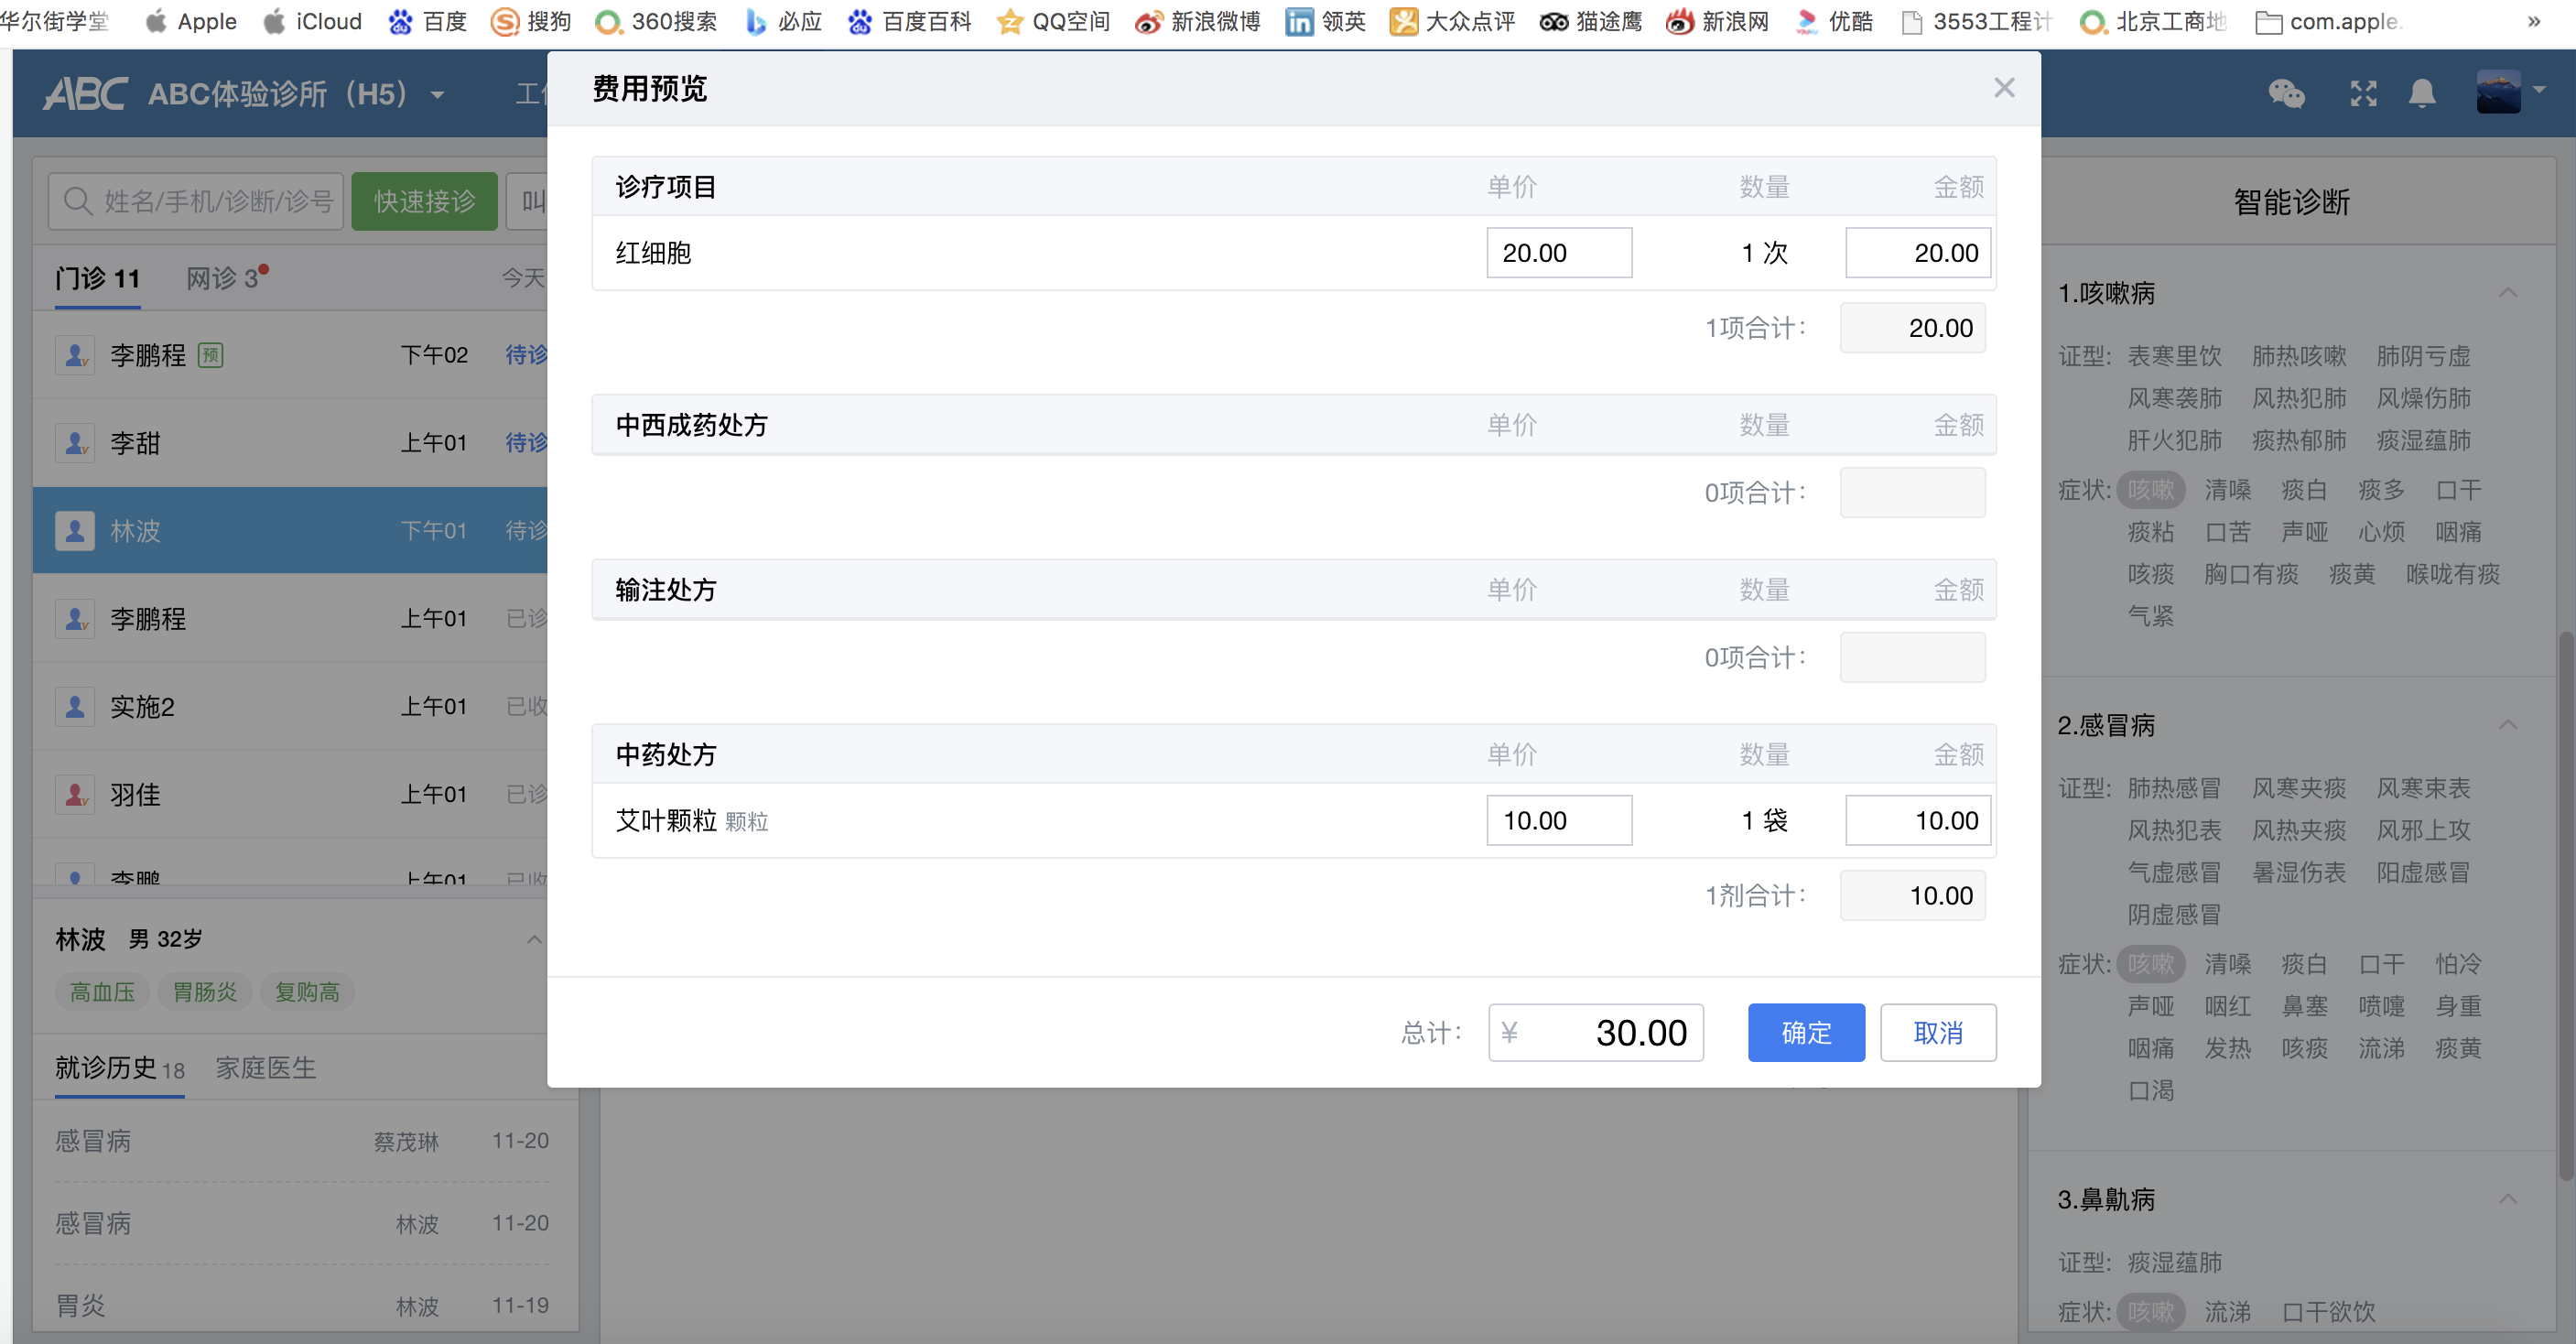 华尔街学堂 Apple iCloud 百度 搜狗 360搜索 必应 百度百科 QQ空间 新浪微博 领英 大众点评 猫途鹰 新浪网 优酷 3553工程计 北京工商地 com.apple. »
ABC ABC体验诊所（H5） 工作
姓名/手机/诊断/诊号 快速接诊 叫
门诊 11 网诊 3 今天
李鹏程 预 下午02 待诊
李甜 上午01 待诊
林波 下午01 待诊
李鹏程 上午01 已诊
实施2 上午01 已收
羽佳 上午01 已诊
李鹏 上午01 已收
林波 男 32岁
高血压 胃肠炎 复购高
就诊历史 18 家庭医生
感冒病 蔡茂琳 11-20
感冒病 林波 11-20
胃炎 林波 11-19
费用预览
诊疗项目 单价 数量 金额
红细胞 20.00 1 次 20.00
1项合计： 20.00
中西成药处方 单价 数量 金额
0项合计：
输注处方 单价 数量 金额
0项合计：
中药处方 单价 数量 金额
艾叶颗粒 颗粒 10.00 1 袋 10.00
1剂合计： 10.00
总计： ¥ 30.00 确定 取消
智能诊断
1.咳嗽病
证型: 表寒里饮 肺热咳嗽 肺阴亏虚
风寒袭肺 风热犯肺 风燥伤肺
肝火犯肺 痰热郁肺 痰湿蕴肺
症状: 咳嗽 清嗓 痰白 痰多 口干
痰粘 口苦 声哑 心烦 咽痛
咳痰 胸口有痰 痰黄 喉咙有痰
气紧
2.感冒病
证型: 肺热感冒 风寒夹痰 风寒束表
风热犯表 风热夹痰 风邪上攻
气虚感冒 暑湿伤表 阳虚感冒
阴虚感冒
症状: 咳嗽 清嗓 痰白 口干 怕冷
声哑 咽红 鼻塞 喷嚏 身重
咽痛 发热 咳痰 流涕 痰黄
口渴
3.鼻鼽病
证型: 痰湿蕴肺
症状: 咳嗽 流涕 口干欲饮